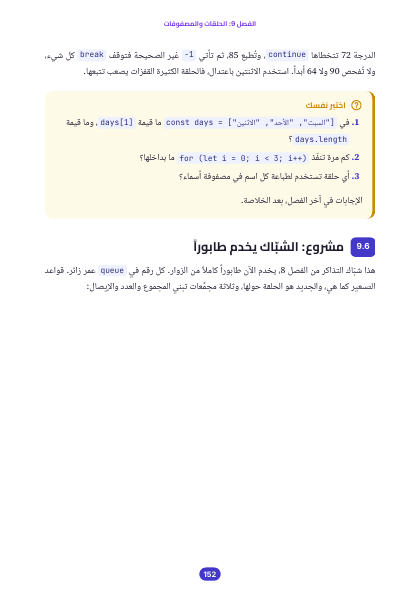 الفصل 9: الحلقات والمصفوفات
الدرجة 72 تتخطاها continue، وتُطبع 85، ثم تأتي -1 غير الصحيحة فتوقف break كل شيء،
ولا تُفحص 90 ولا 64 أبداً. استخدم الاثنتين باعتدال، فالحلقة الكثيرة القفزات يصعب تتبعها.
اختبر نفسك
1. في const days = ["السبت", "الأحد", "الاثنين"] ما قيمة days[1]، وما قيمة
days.length؟
2. كم مرة تنفّذ for (let i = 0; i < 3; i++) ما بداخلها؟
3. أي حلقة تستخدم لطباعة كل اسم في مصفوفة أسماء؟
الإجابات في آخر الفصل، بعد الخلاصة.
9.6 مشروع: الشبّاك يخدم طابوراً
هذا شبّاك التذاكر من الفصل 8، يخدم الآن طابوراً كاملاً من الزوار. كل رقم في queue عمر زائر. قواعد
التسعير كما هي، والجديد هو الحلقة حولها، وثلاثة مجمّعات تبني المجموع والعدد والإيصال:
152